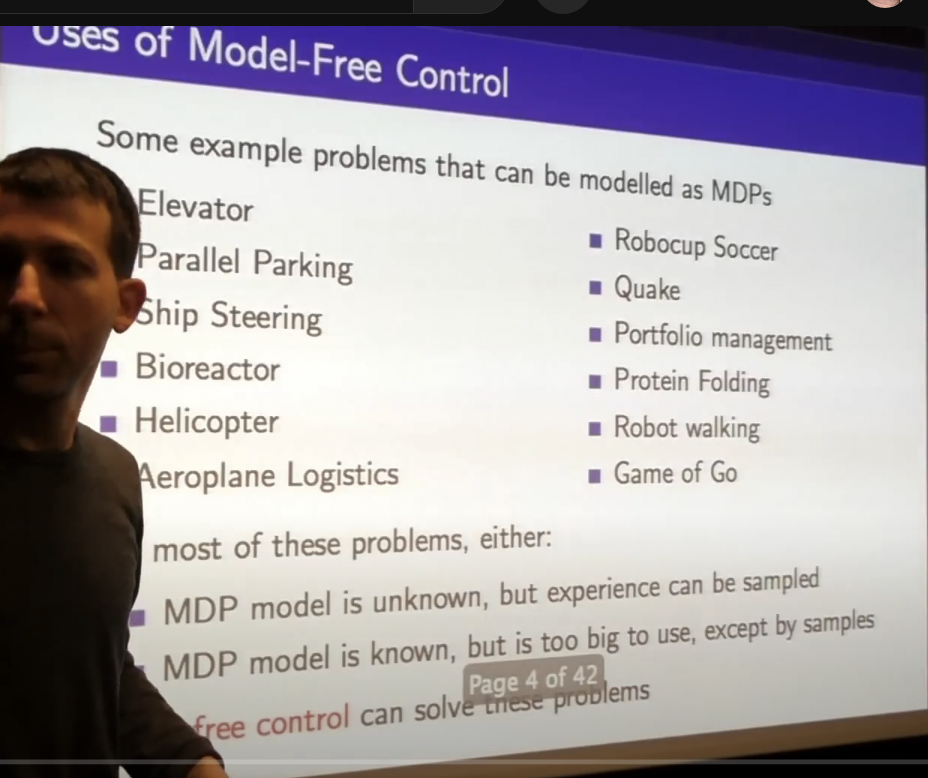 Uses of Model-Free Control
Some example problems that can be modelled as MDPs
Elevator
Parallel Parking
Ship Steering
Bioreactor
Helicopter
Aeroplane Logistics
Robocup Soccer
Quake
Portfolio management
Protein Folding
Robot walking
Game of Go
most of these problems, either:
MDP model is unknown, but experience can be sampled
MDP model is known, but is too big to use, except by samples
Page 4 of 42
free control can solve these problems